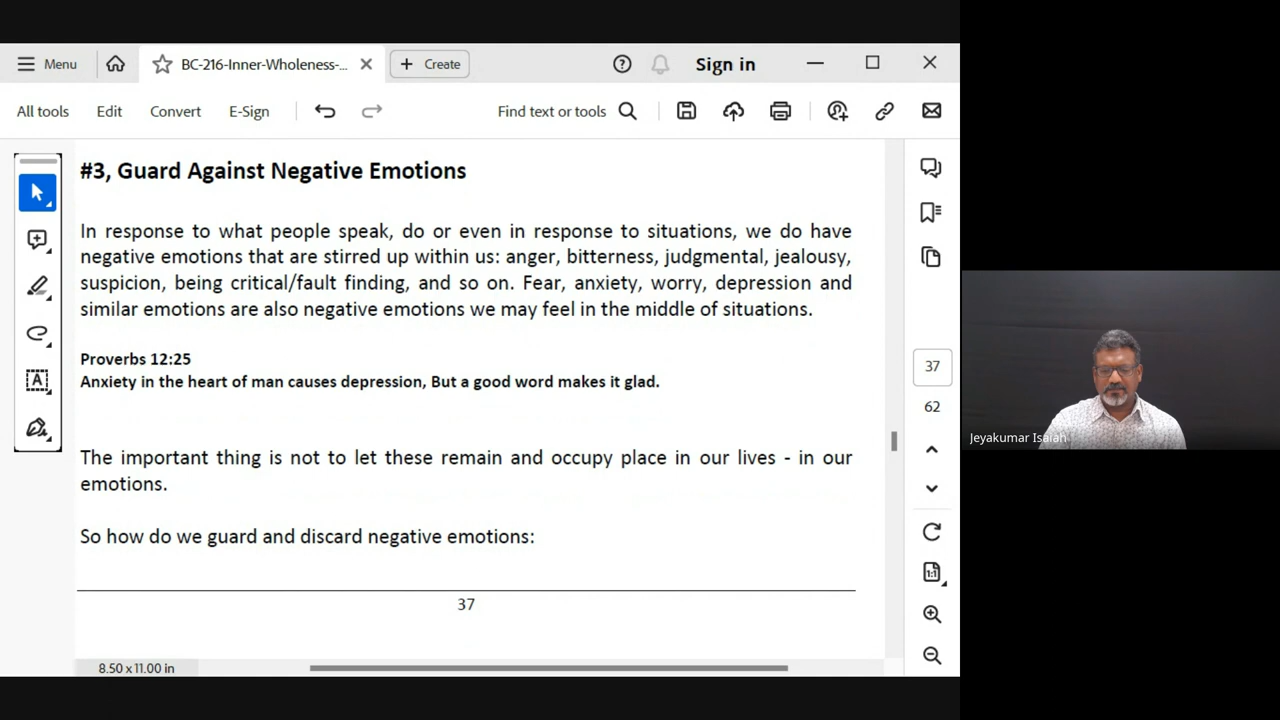 Menu
BC-216-Inner-Wholeness-...
Create
Sign in
All tools
Edit
Convert
E-Sign
Find text or tools
#3, Guard Against Negative Emotions
In response to what people speak, do or even in response to situations, we do have
negative emotions that are stirred up within us: anger, bitterness, judgmental, jealousy,
suspicion, being critical/fault finding, and so on. Fear, anxiety, worry, depression and
similar emotions are also negative emotions we may feel in the middle of situations.
Proverbs 12:25
Anxiety in the heart of man causes depression, But a good word makes it glad.
The important thing is not to let these remain and occupy place in our lives - in our
emotions.
So how do we guard and discard negative emotions:
37
8.50 x 11.00 in
37
62
1:1
Jeyakumar Isaiah